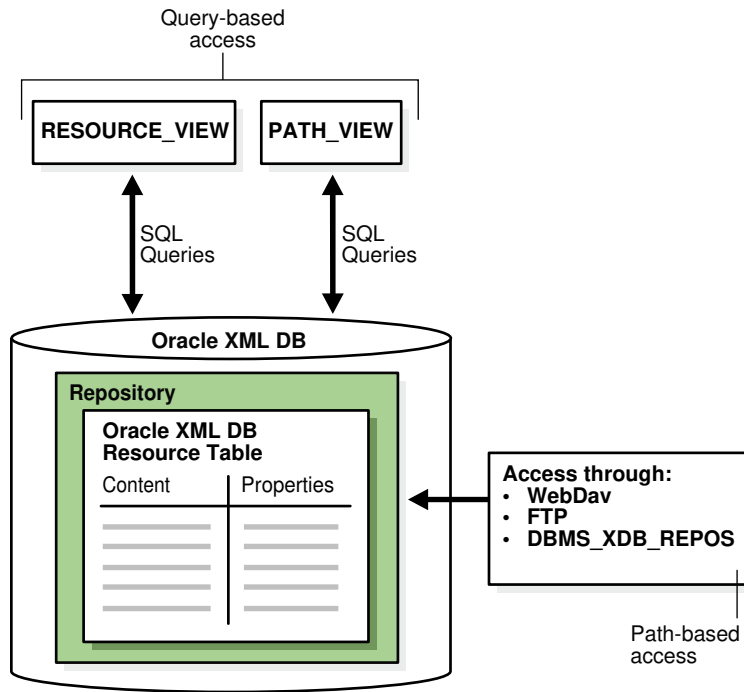 Query-based
access
RESOURCE_VIEW
PATH_VIEW
SQL
Queries
SQL
Queries
Oracle XML DB
Repository
Oracle XML DB
Resource Table
Content
Properties
Access through:
• WebDav
• FTP
• DBMS_XDB_REPOS
Path-based
access